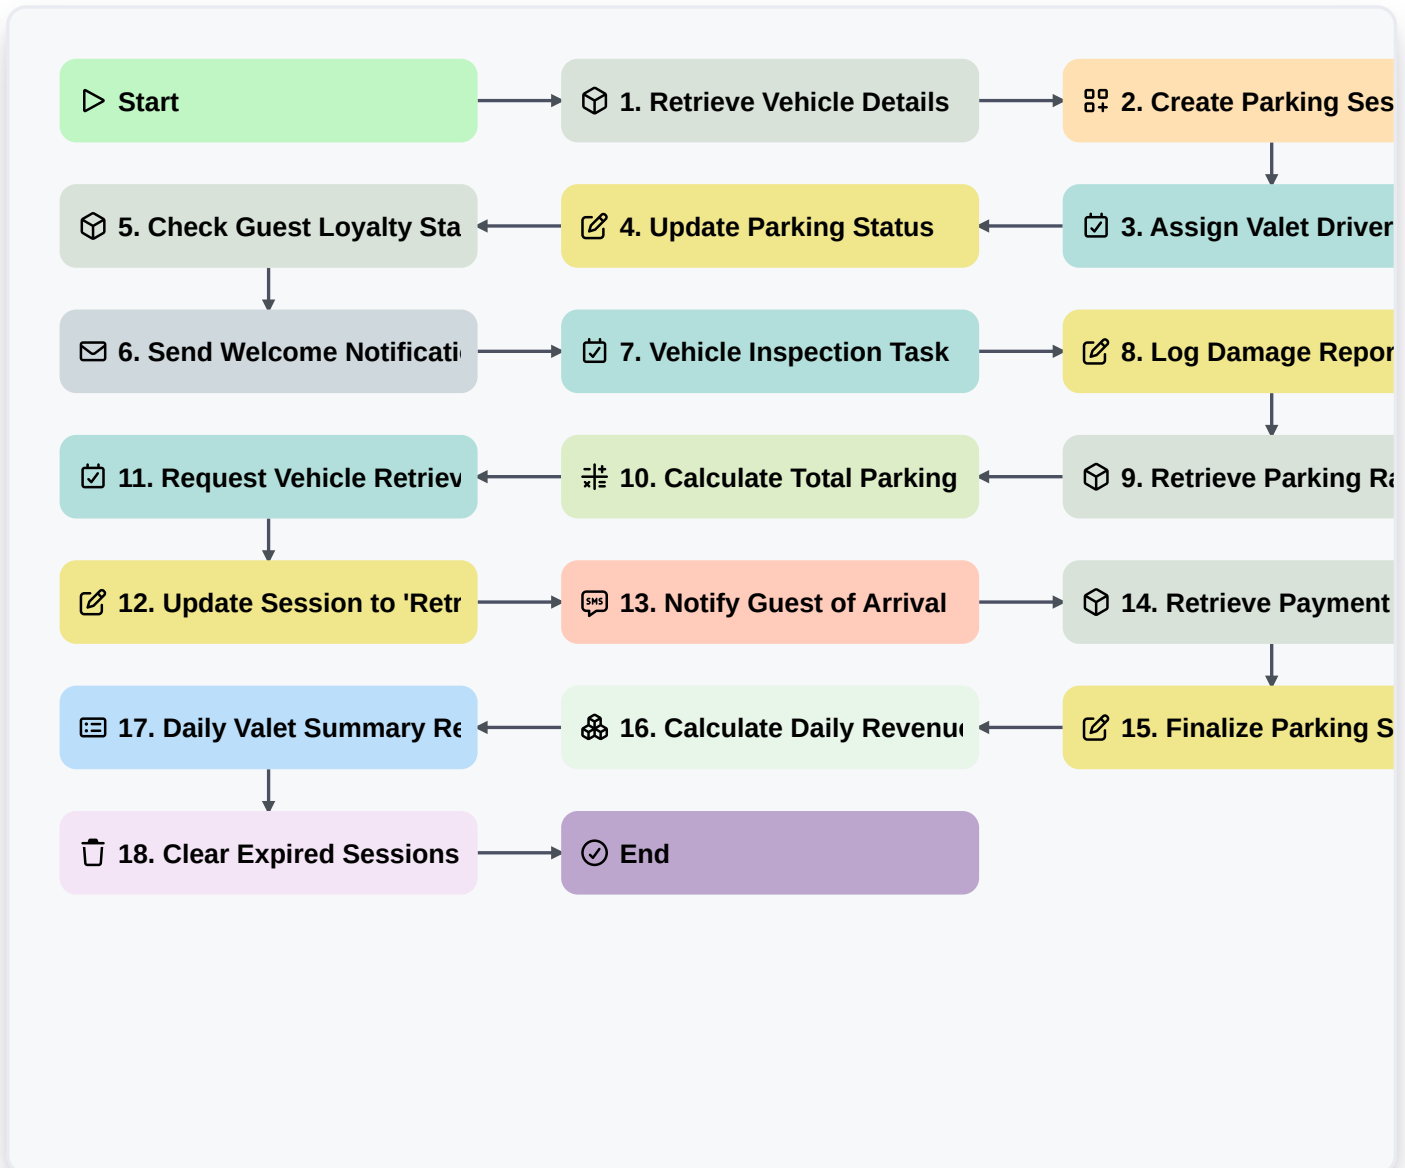 Start
1. Retrieve Vehicle Details
2. Create Parking Ses
5. Check Guest Loyalty Sta
4. Update Parking Status
3. Assign Valet Driver
6. Send Welcome Notificati
7. Vehicle Inspection Task
8. Log Damage Repor
11. Request Vehicle Retriev
10. Calculate Total Parking
9. Retrieve Parking Ra
12. Update Session to 'Retr
SMS
13. Notify Guest of Arrival
14. Retrieve Payment
17. Daily Valet Summary Re
16. Calculate Daily Revenue
15. Finalize Parking S
18. Clear Expired Sessions
End